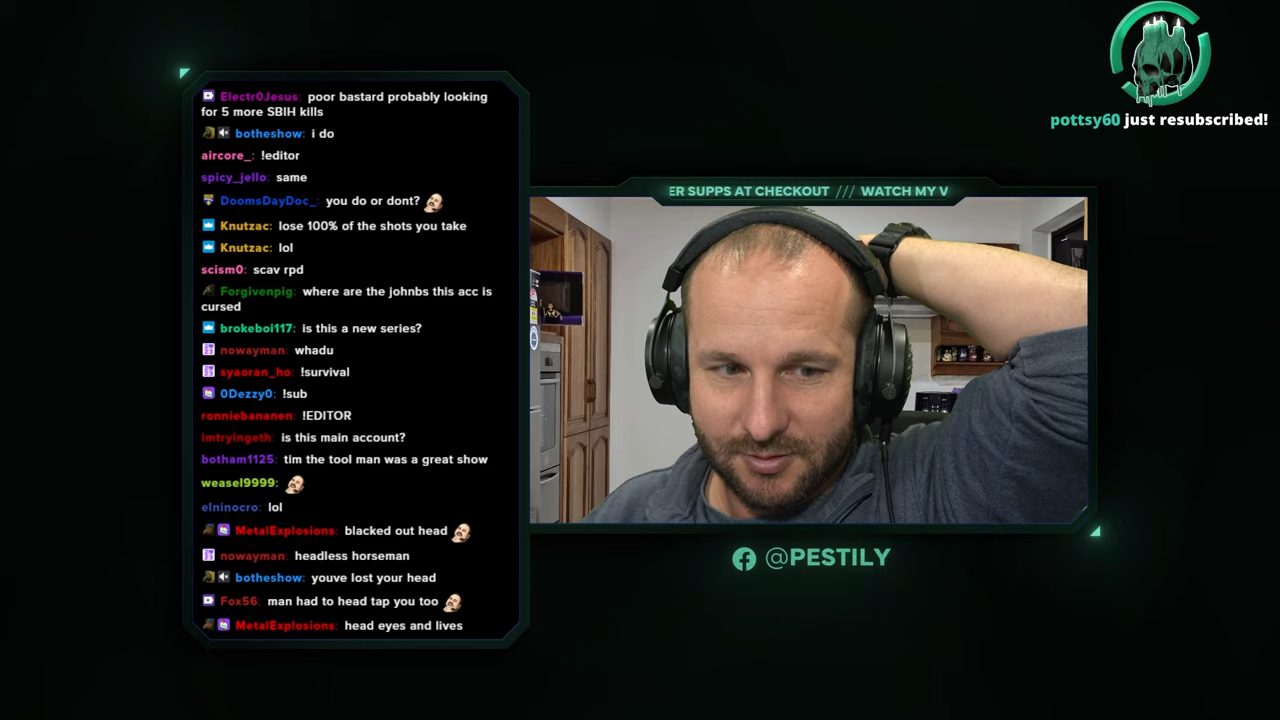 Electr0Jesus: poor bastard probably looking
for 5 more SBIH kills
botheshow: i do
aircore_: !editor
spicy_jello: same
DoomsDayDoc_: you do or dont?
Knutzac: lose 100% of the shots you take
Knutzac: lol
scism0: scav rpd
Forgivenpig: where are the johnbs this acc is
cursed
brokeboi117: is this a new series?
nowayman: whadu
syaoran_ho: !survival
0Dezzy0: !sub
ronniebananen: !EDITOR
imtryingeth: is this main account?
botham1125: tim the tool man was a great show
weasel9999:
elninocro: lol
MetalExplosions: blacked out head
nowayman: headless horseman
botheshow: youve lost your head
Fox56: man had to head tap you too
MetalExplosions: head eyes and lives
ER SUPPS AT CHECKOUT /// WATCH MY V
@PESTILY
pottsy60 just resubscribed!